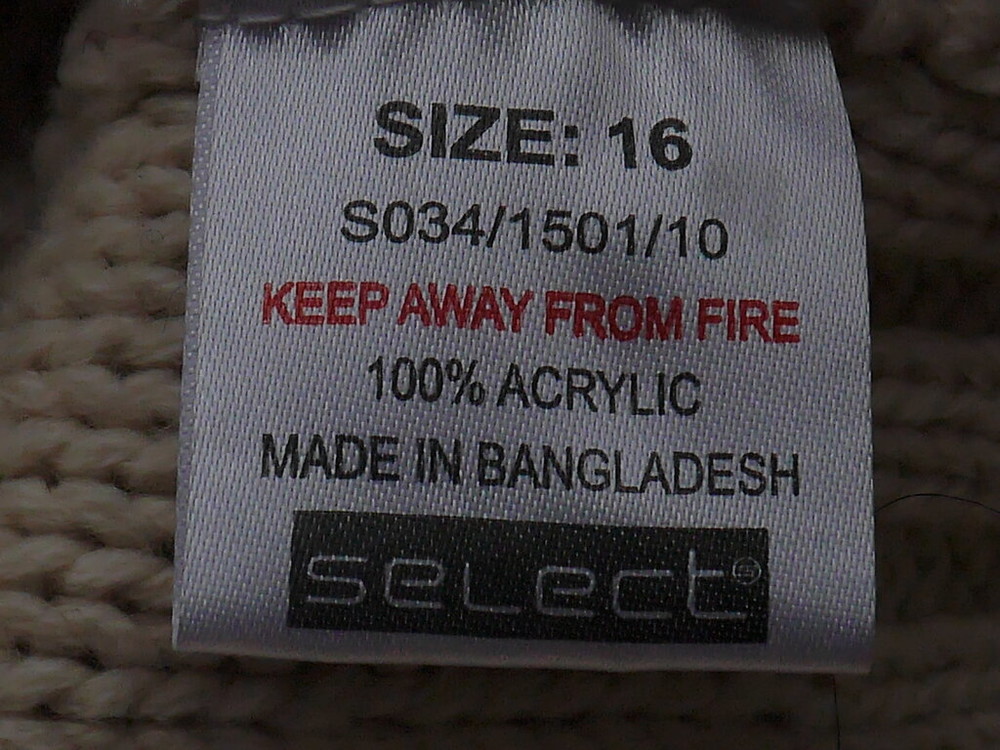 SIZE: 16
S034/1501/10
KEEP AWAY FROM FIRE
100% ACRYLIC
MADE IN BANGLADESH
seLect®